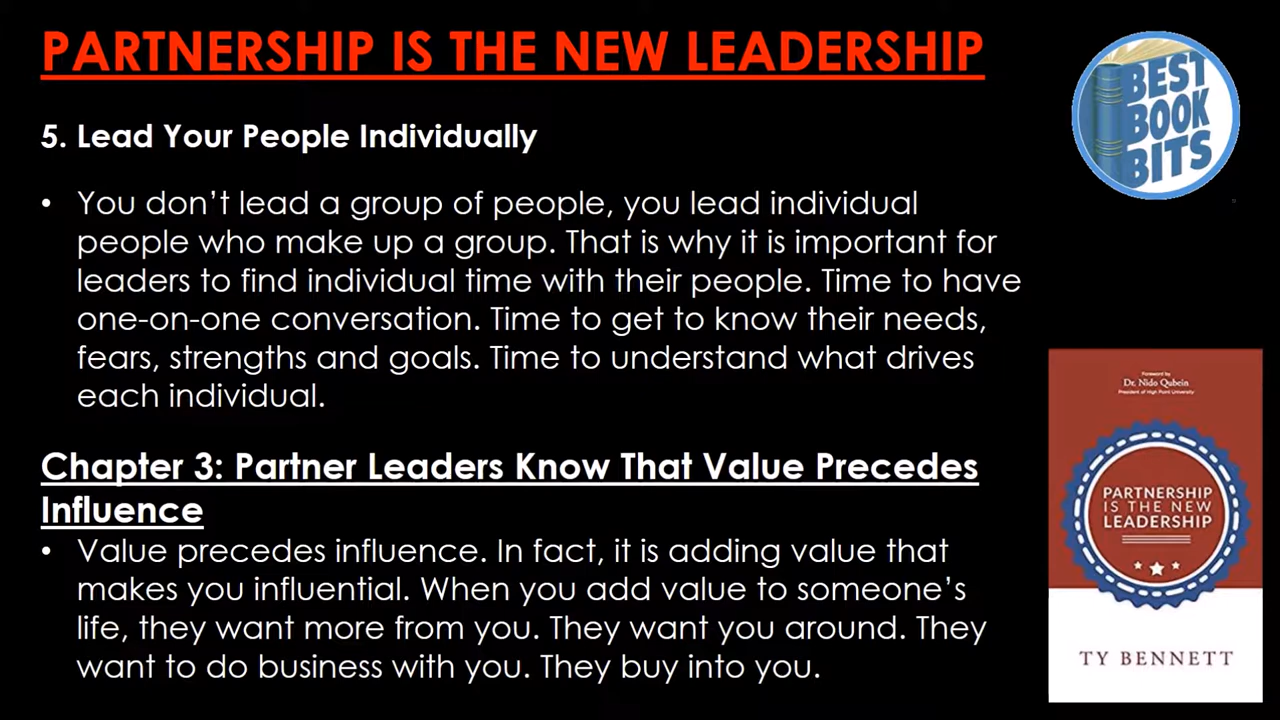 PARTNERSHIP IS THE NEW LEADERSHIP
BEST
BOOK
BITS
5. Lead Your People Individually
• You don’t lead a group of people, you lead individual
people who make up a group. That is why it is important for
leaders to find individual time with their people. Time to have
one-on-one conversation. Time to get to know their needs,
fears, strengths and goals. Time to understand what drives
each individual.
Chapter 3: Partner Leaders Know That Value Precedes
Influence
• Value precedes influence. In fact, it is adding value that
makes you influential. When you add value to someone’s
life, they want more from you. They want you around. They
want to do business with you. They buy into you.
Foreword by
Dr. Nido Qubein
President of High Point University
PARTNERSHIP
IS THE NEW
LEADERSHIP
TY BENNETT